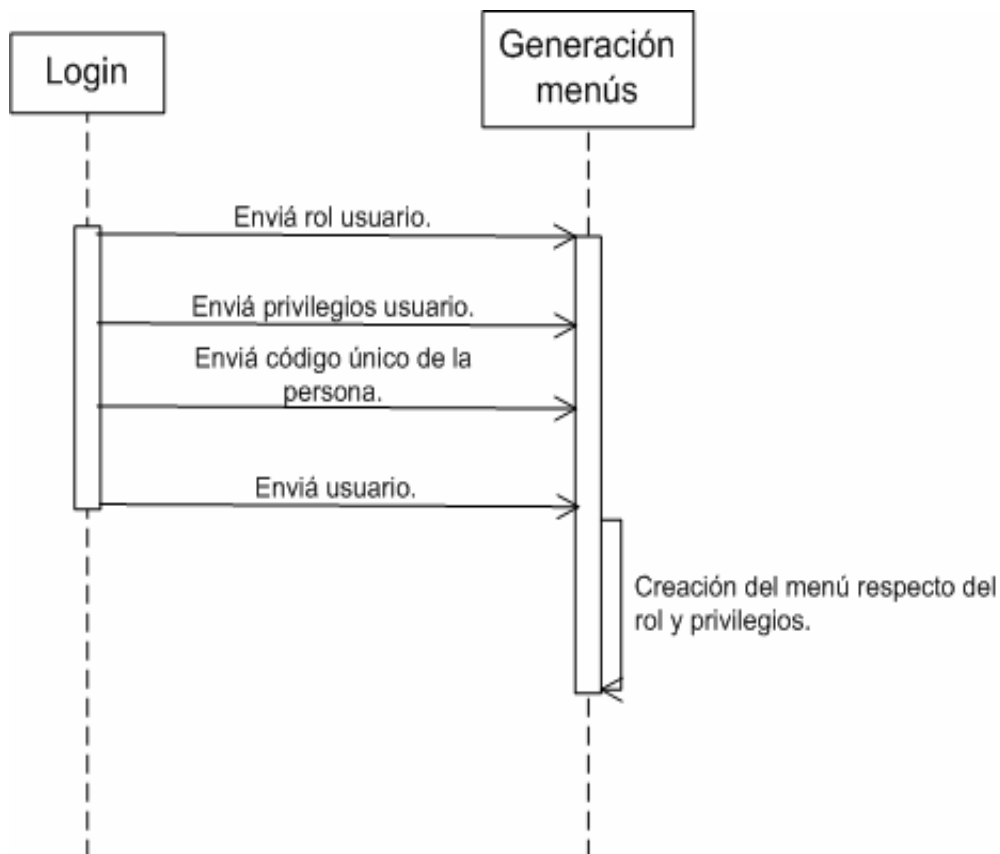 Login
Generación
menús
Enviá rol usuario.
Enviá privilegios usuario.
Enviá código único de la
persona.
Enviá usuario.
Creación del menú respecto del
rol y privilegios.